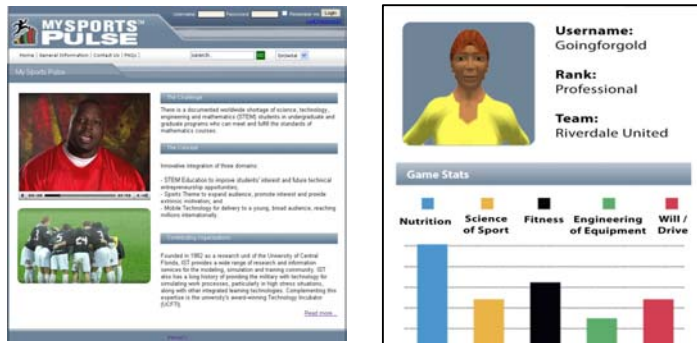 Username
Password
Remember me
Login
MYSPORTS™
PULSE
Home | General Information | Contact Us | FAQs |
search..
Browse
My Sports Pulse
The Challenge
There is a documented worldwide shortage of science, technology,
engineering and mathematics (STEM) students in undergraduate and
graduate programs who can meet and fulfill the standards of
mathematics courses.
The Concept
Innovative integration of three domains:
- STEM Education to improve students' interest and future technical
entrepreneurship opportunities;
- Sports Theme to expand audience, promote interest and provide
extrinsic motivation; and
- Mobile Technology for delivery to a young, broad audience, reaching
millions internationally.
Founded in 1982 as a research unit of the University of Central
Florida, IST provides a wide range of research and information
services for the modeling, simulation and training community. IST
also has a long history of providing the military with technology for
simulating work processes, particularly in high stress situations,
along with other integrated learning technologies. Complementing this
expertise is the university's award-winning Technology Incubator
(UCFTI).
Read more...
Username:
Goingforgold
Rank:
Professional
Team:
Riverdale United
Game Stats
Nutrition
Science
of Sport
Fitness
Engineering
of Equipment
Will /
Drive